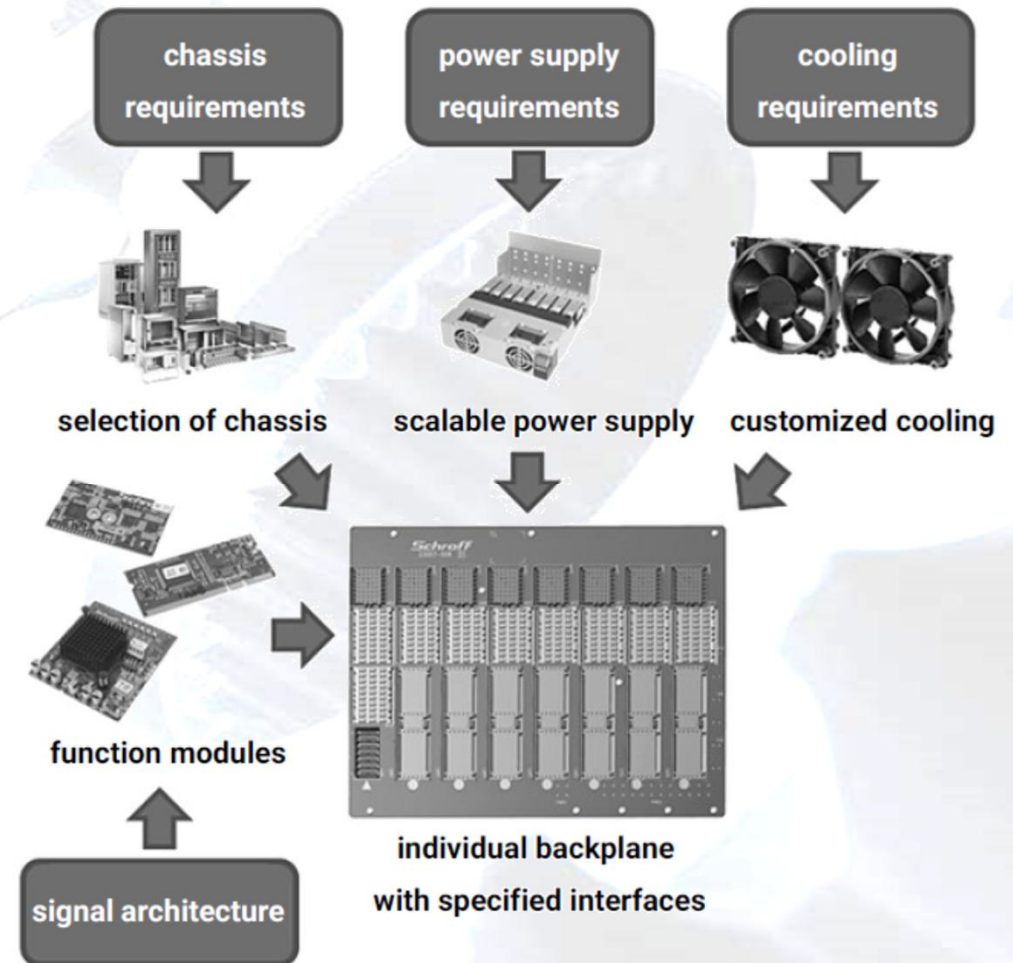 chassis
requirements
power supply
requirements
cooling
requirements
selection of chassis
scalable power supply
customized cooling
Schroff
function modules
individual backplane
with specified interfaces
signal architecture